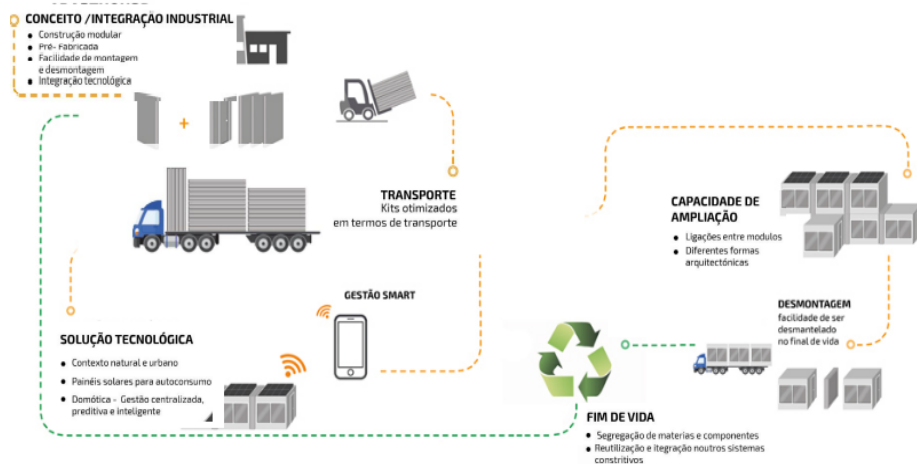 CONCEITO /INTEGRAÇÃO INDUSTRIAL
• Construção modular
• Pré- Fabricada
• Facilidade de montagem
e desmontagem
• Integração tecnológica
+
TRANSPORTE
Kits otimizados
em termos de transporte
CAPACIDADE DE
AMPLIAÇÃO
• Ligações entre modulos
• Diferentes formas
arquitectónicas
GESTÃO SMART
DESMONTAGEM
facilidade de ser
desmantelado
no final de vida
SOLUÇÃO TECNOLÓGICA
• Contexto natural e urbano
• Painéis solares para autoconsumo
• Domótica - Gestão centralizada,
preditiva e inteligente
FIM DE VIDA
• Segregação de materias e componentes
• Reutilização e itegração noutros sistemas
constritivos